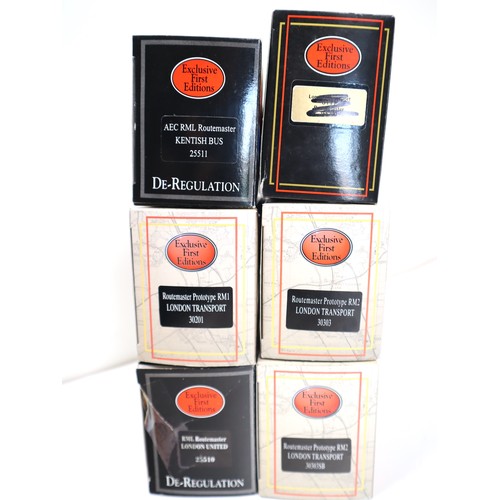 Exclusive
First
Editions
AEC RML Routemaster
KENTISH BUS
25511
DE-REGULATION
Exclusive
First
Editions
Exclusive
First
Editions
Routemaster Prototype RM1
LONDON TRANSPORT
30201
Exclusive
First
Editions
Routemaster Prototype RM2
LONDON TRANSPORT
30303
Exclusive
First
Editions
RML Routemaster
LONDON UNITED
25510
DE-REGULATION
Exclusive
First
Editions
Routemaster Prototype RM2
LONDON TRANSPORT
30303SB